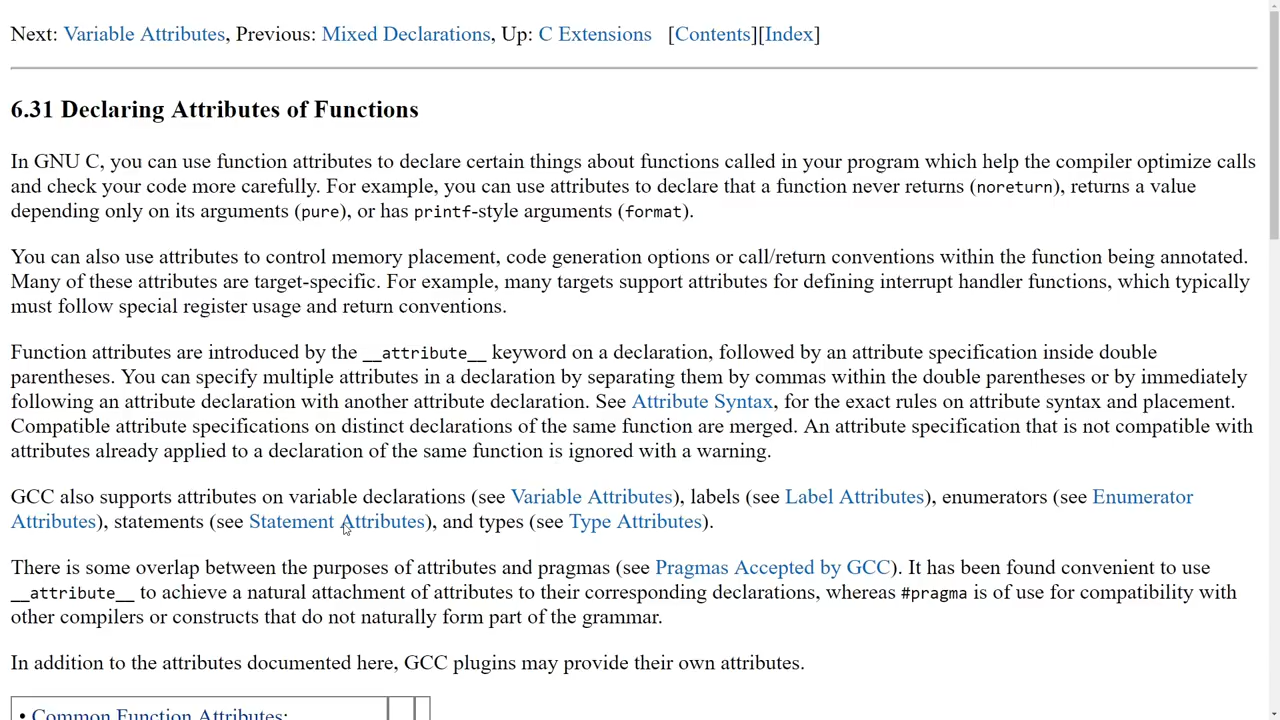 Next: Variable Attributes, Previous: Mixed Declarations, Up: C Extensions [Contents][Index]
6.31 Declaring Attributes of Functions
In GNU C, you can use function attributes to declare certain things about functions called in your program which help the compiler optimize calls
and check your code more carefully. For example, you can use attributes to declare that a function never returns (noreturn), returns a value
depending only on its arguments (pure), or has printf-style arguments (format).
You can also use attributes to control memory placement, code generation options or call/return conventions within the function being annotated.
Many of these attributes are target-specific. For example, many targets support attributes for defining interrupt handler functions, which typically
must follow special register usage and return conventions.
Function attributes are introduced by the __attribute__ keyword on a declaration, followed by an attribute specification inside double
parentheses. You can specify multiple attributes in a declaration by separating them by commas within the double parentheses or by immediately
following an attribute declaration with another attribute declaration. See Attribute Syntax, for the exact rules on attribute syntax and placement.
Compatible attribute specifications on distinct declarations of the same function are merged. An attribute specification that is not compatible with
attributes already applied to a declaration of the same function is ignored with a warning.
GCC also supports attributes on variable declarations (see Variable Attributes), labels (see Label Attributes), enumerators (see Enumerator
Attributes), statements (see Statement Attributes), and types (see Type Attributes).
There is some overlap between the purposes of attributes and pragmas (see Pragmas Accepted by GCC). It has been found convenient to use
__attribute__ to achieve a natural attachment of attributes to their corresponding declarations, whereas #pragma is of use for compatibility with
other compilers or constructs that do not naturally form part of the grammar.
In addition to the attributes documented here, GCC plugins may provide their own attributes.
• Common Function Attributes: